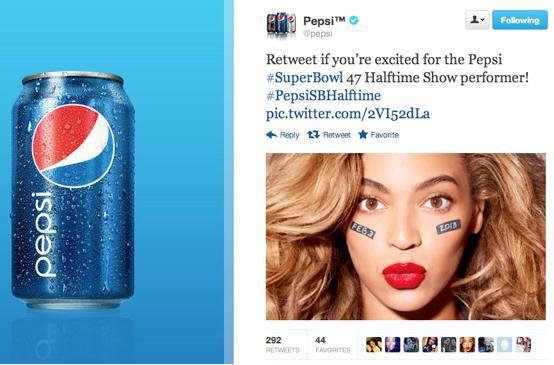 pepsi
Pepsi™
@pepsi
Following
Retweet if you're excited for the Pepsi
#SuperBowl 47 Halftime Show performer!
#PepsiSBHalftime
pic.twitter.com/2VI52dLa
Reply Retweet Favorite
FEB.3 2013
292 44
RETWEETS FAVORITES